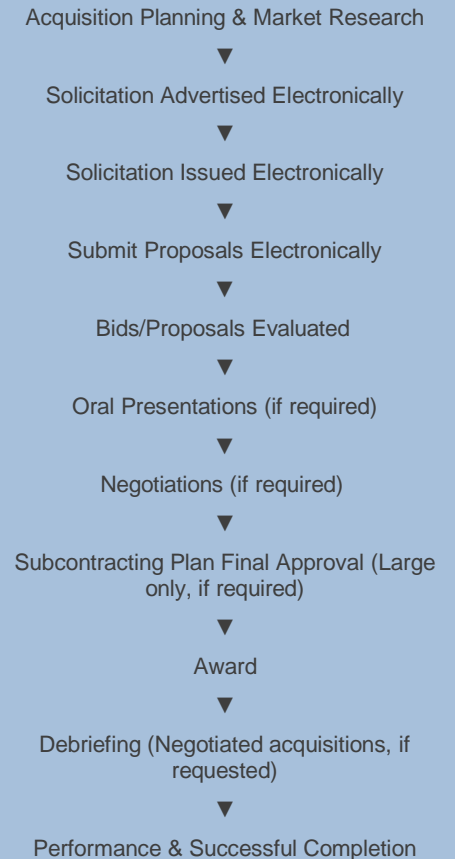 Acquisition Planning & Market Research
▼
Solicitation Advertised Electronically
▼
Solicitation Issued Electronically
▼
Submit Proposals Electronically
▼
Bids/Proposals Evaluated
▼
Oral Presentations (if required)
▼
Negotiations (if required)
▼
Subcontracting Plan Final Approval (Large
only, if required)
▼
Award
▼
Debriefing (Negotiated acquisitions, if
requested)
▼
Performance & Successful Completion